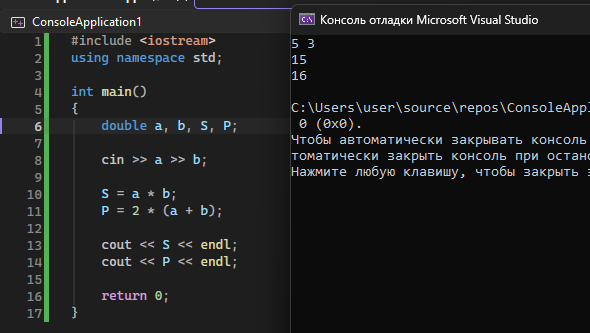 ConsoleApplication1
1 #include <iostream>
2 using namespace std;
3
4 int main()
5 {
6 double a, b, S, P;
7
8 cin >> a >> b;
9
10 S = a * b;
11 P = 2 * (a + b);
12
13 cout << S << endl;
14 cout << P << endl;
15
16 return 0;
17 }
Консоль отладки Microsoft Visual Studio
5 3
15
16
C:\Users\user\source\repos\ConsoleAppl
0 (0x0).
Чтобы автоматически закрывать консоль
томатически закрыть консоль при остан
Нажмите любую клавишу, чтобы закрыть